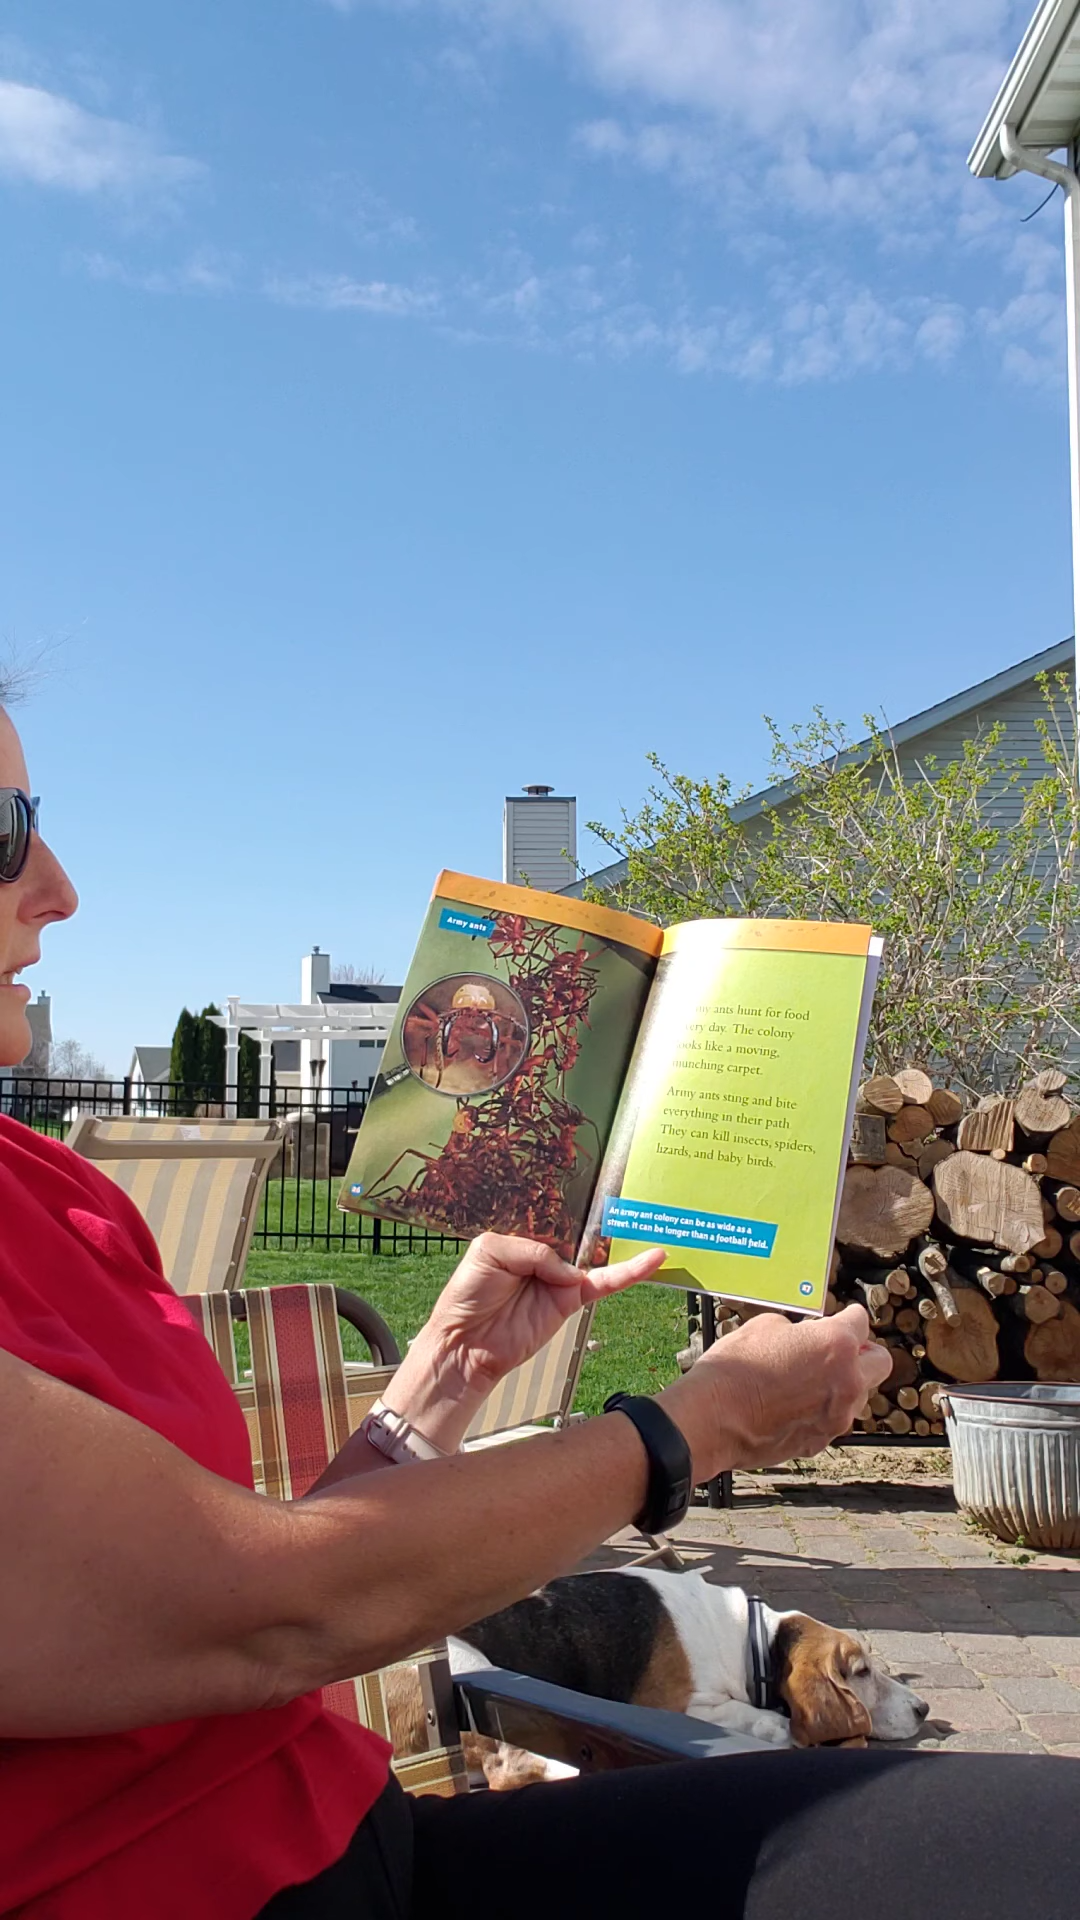 Army ants
26
ants hunt for food
day. The colony
like a moving,
munching carpet.
Army ants sting and bite
everything in their path.
They can kill insects, spiders,
lizards, and baby birds.
An army ant colony can be as wide as a
street. It can be longer than a football field.
27